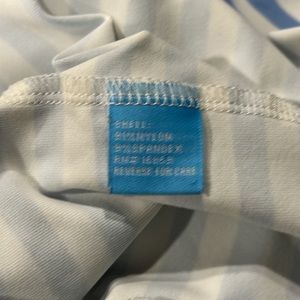 SHELL:
91%NYLON
9%SPANDEX
REVERSE FOR CARE